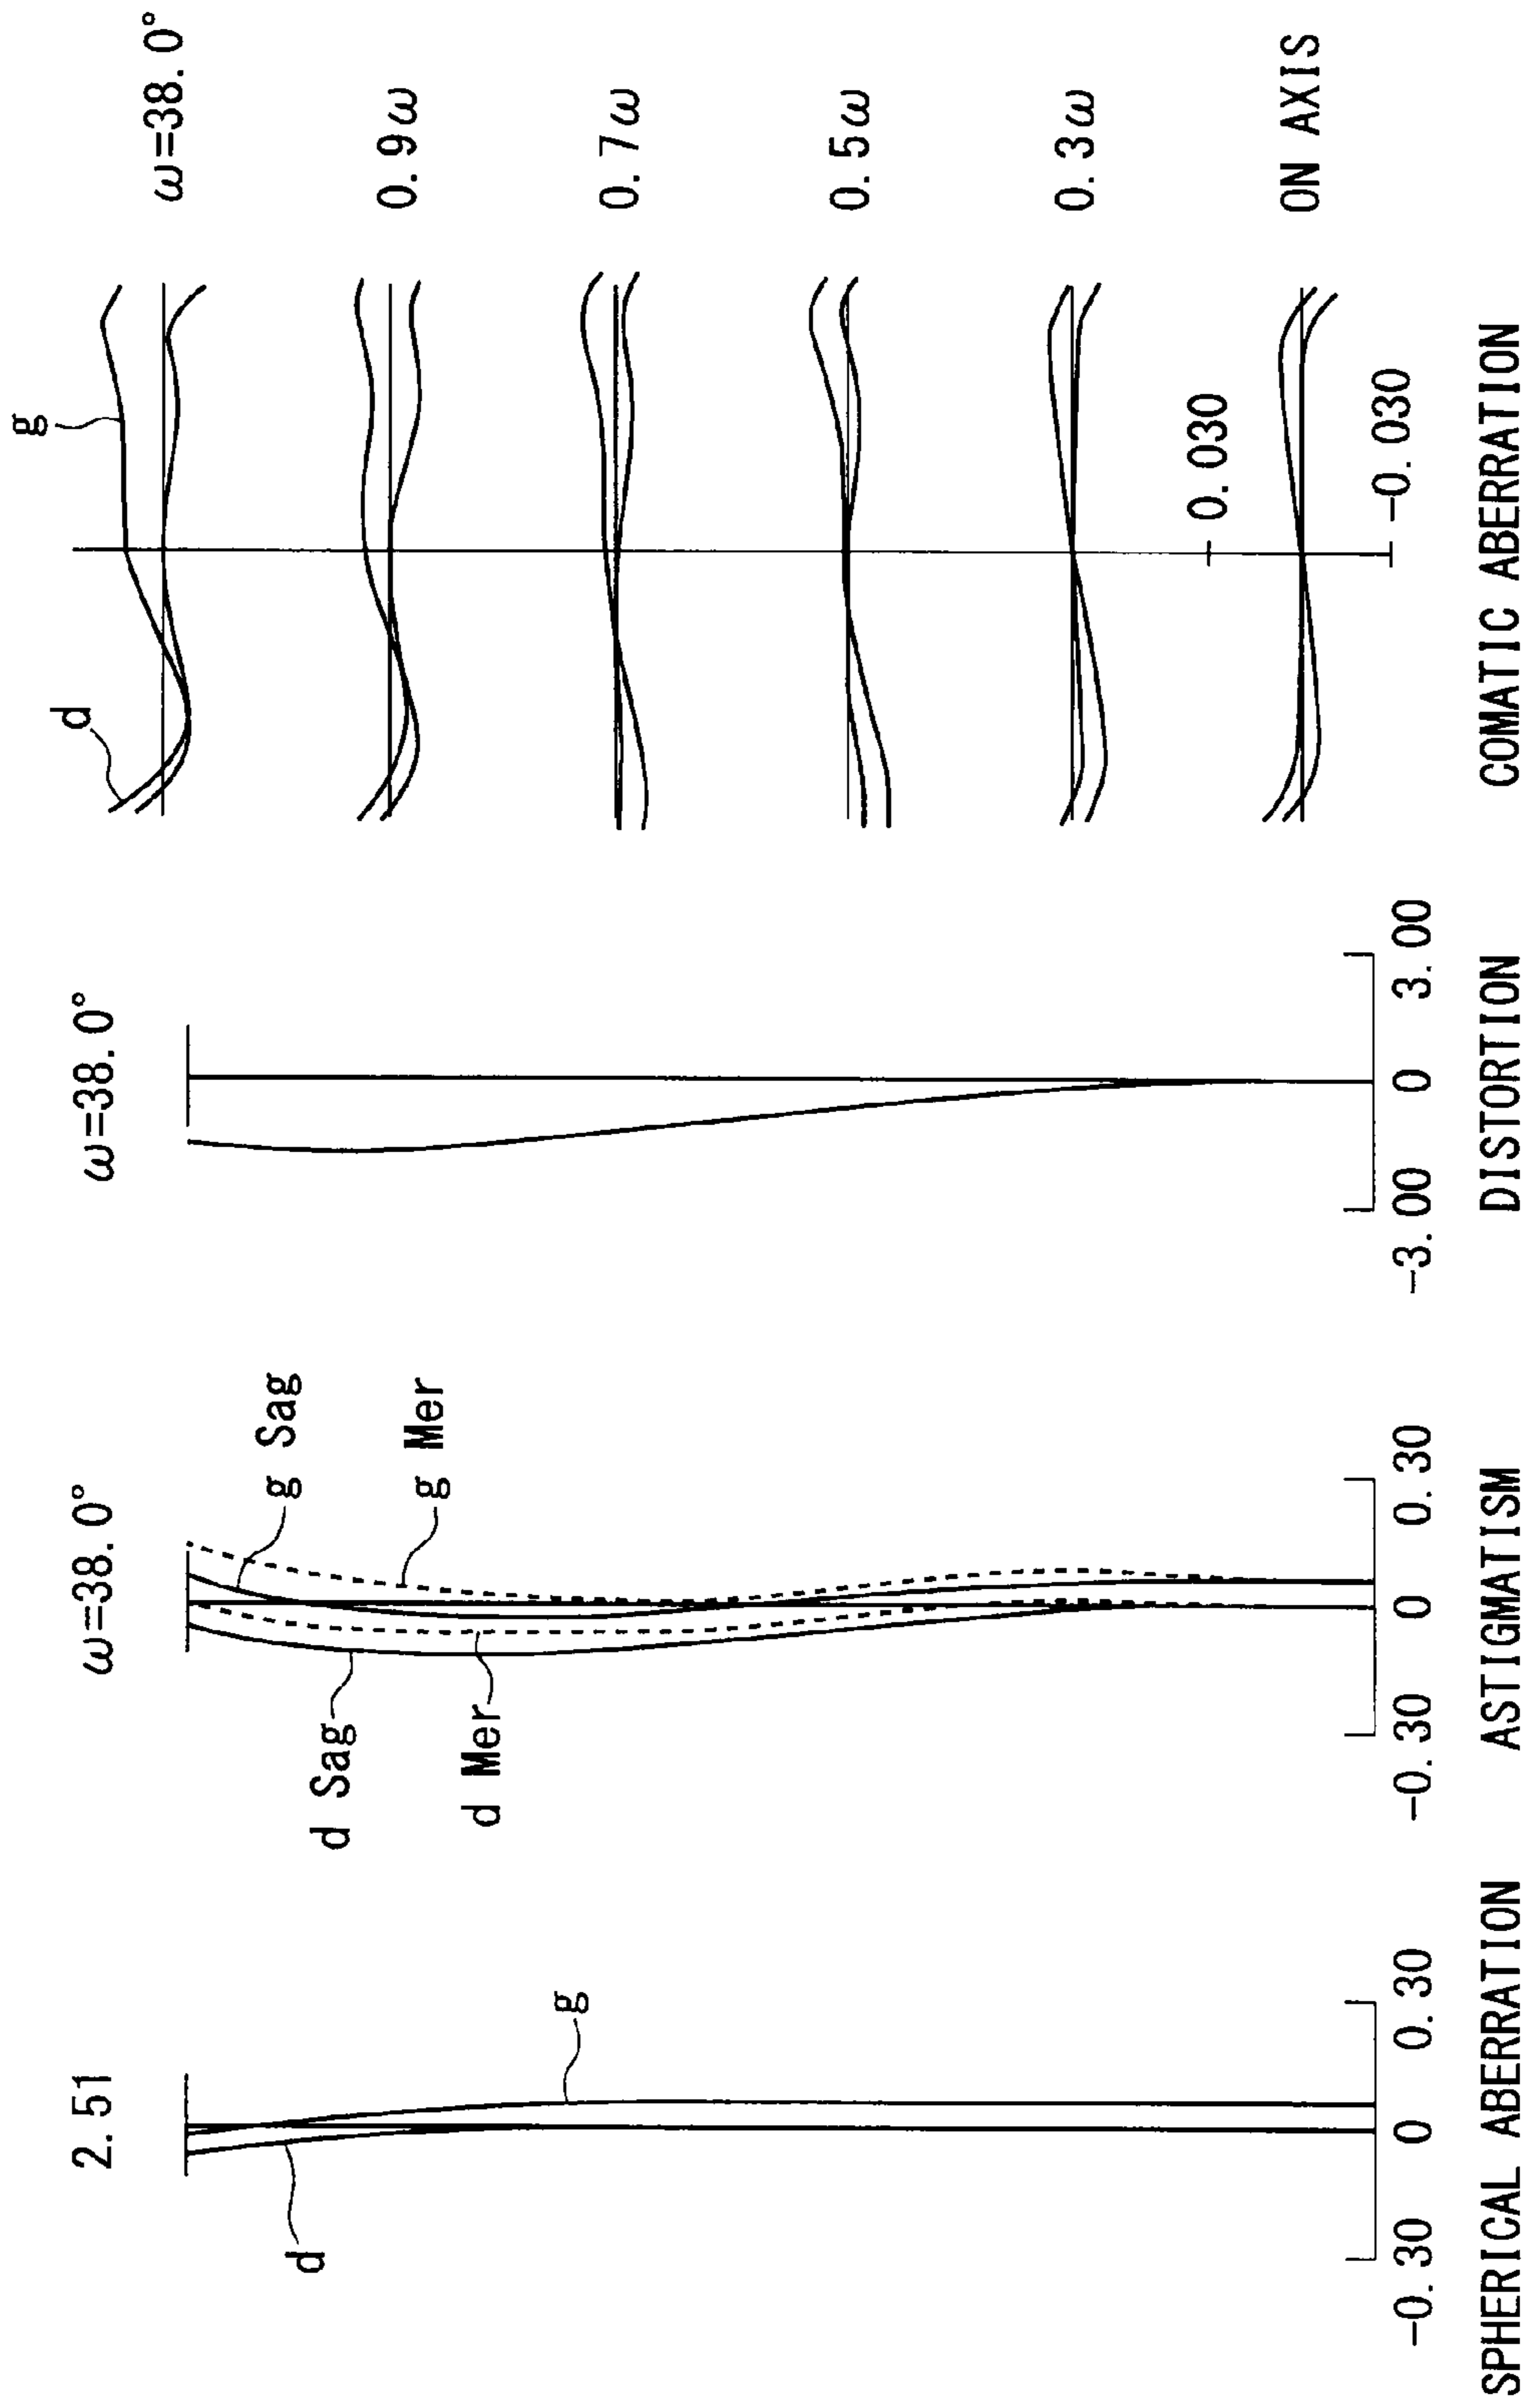 2.51
d
g
-0.30
0
0.30
SPHERICAL ABERRATION
ω=38.0°
d Sag
d Mer
g Sag
g Mer
-0.30
0
0.30
ASTIGMATISM
ω=38.0°
-3.00
0
3.00
DISTORTION
d
g
ω=38.0°
0.9ω
0.7ω
0.5ω
0.3ω
0.030
ON AXIS
-0.030
COMATIC ABERRATION